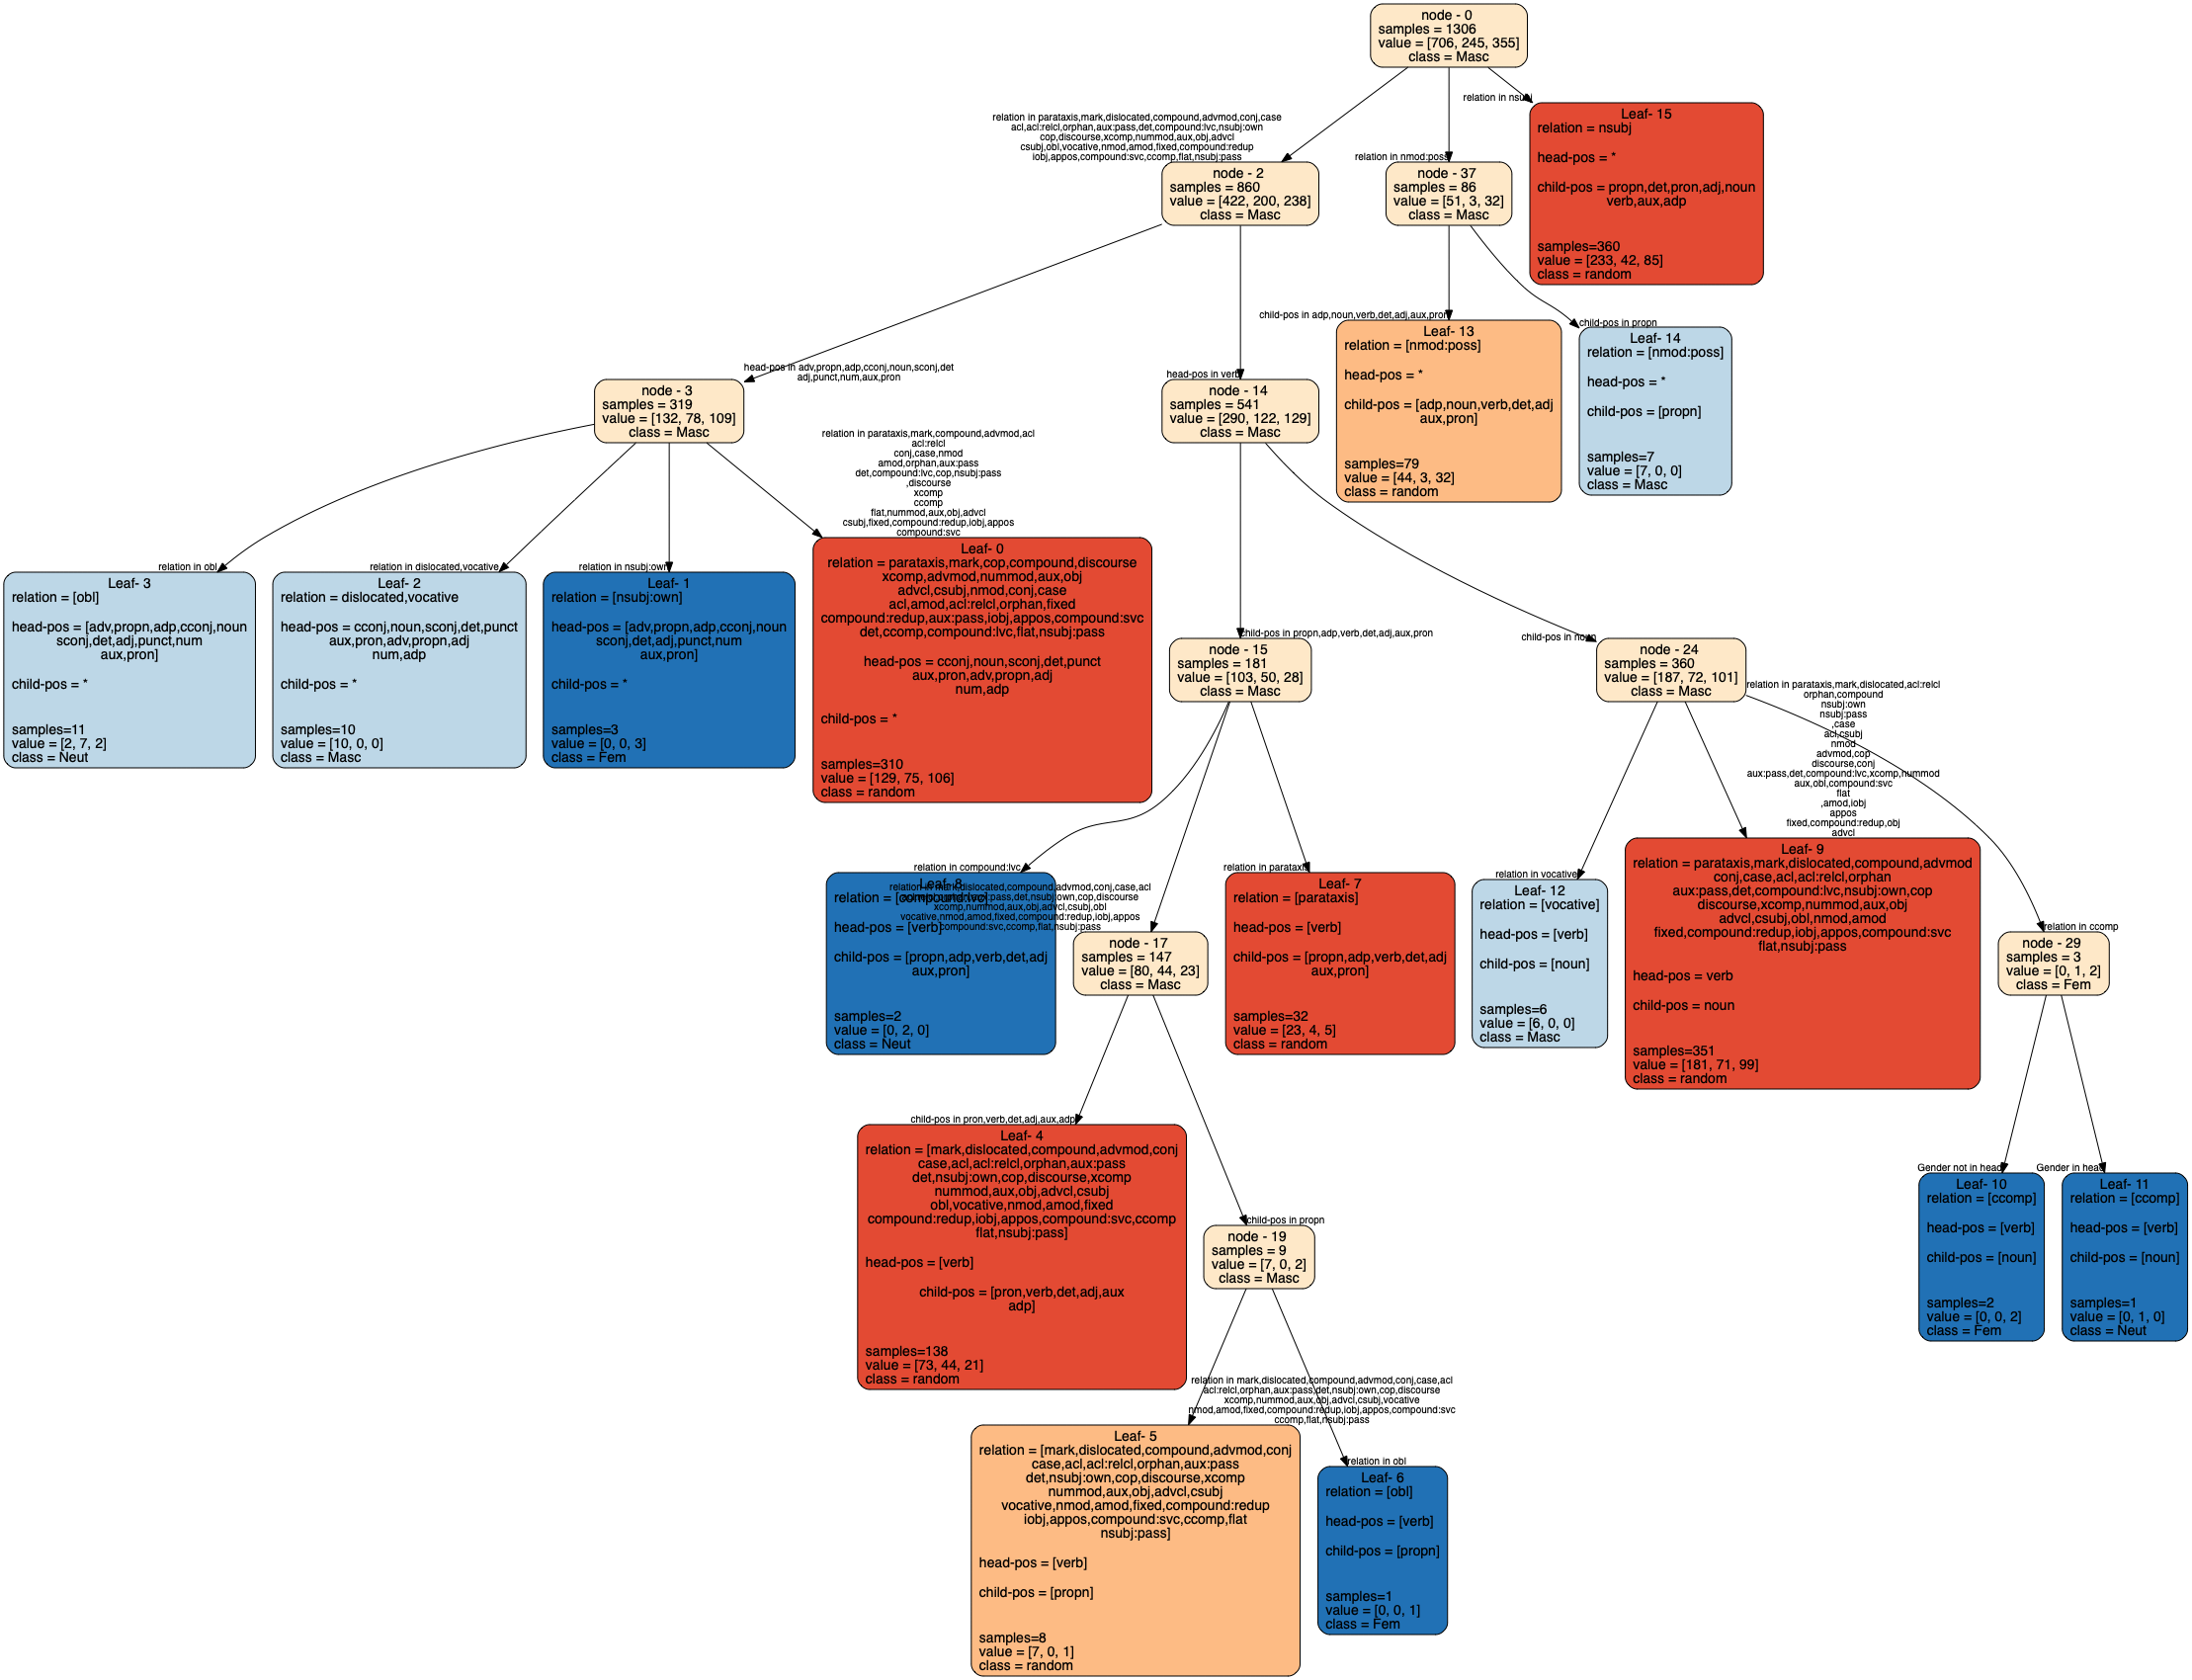 node - 0
samples = 1306
value = [706, 245, 355]
class = Masc
relation in parataxis,mark,dislocated,compound,advmod,conj,case
acl,acl:relcl,orphan,aux:pass,det,compound:lvc,nsubj:own
cop,discourse,xcomp,nummod,aux,obj,advcl
csubj,obl,vocative,nmod,amod,fixed,compound:redup
iobj,appos,compound:svc,ccomp,flat,nsubj:pass
relation in nmod:poss
relation in nsubj
Leaf- 15
relation = nsubj
head-pos = *
child-pos = propn,det,pron,adj,noun
verb,aux,adp
samples=360
value = [233, 42, 85]
class = random
node - 2
samples = 860
value = [422, 200, 238]
class = Masc
node - 37
samples = 86
value = [51, 3, 32]
class = Masc
child-pos in adp,noun,verb,det,adj,aux,pron
child-pos in propn
Leaf- 13
relation = [nmod:poss]
head-pos = *
child-pos = [adp,noun,verb,det,adj
aux,pron]
samples=79
value = [44, 3, 32]
class = random
Leaf- 14
relation = [nmod:poss]
head-pos = *
child-pos = [propn]
samples=7
value = [7, 0, 0]
class = Masc
head-pos in adv,propn,adp,cconj,noun,sconj,det
adj,punct,num,aux,pron
head-pos in verb
node - 3
samples = 319
value = [132, 78, 109]
class = Masc
node - 14
samples = 541
value = [290, 122, 129]
class = Masc
relation in parataxis,mark,compound,advmod,acl
acl:relcl
conj,case,nmod
amod,orphan,aux:pass
det,compound:lvc,cop,nsubj:pass
,discourse
xcomp
ccomp
flat,nummod,aux,obj,advcl
csubj,fixed,compound:redup,iobj,appos
compound:svc
relation in obl
relation in dislocated,vocative
relation in nsubj:own
Leaf- 3
relation = [obl]
head-pos = [adv,propn,adp,cconj,noun
sconj,det,adj,punct,num
aux,pron]
child-pos = *
samples=11
value = [2, 7, 2]
class = Neut
Leaf- 2
relation = dislocated,vocative
head-pos = cconj,noun,sconj,det,punct
aux,pron,adv,propn,adj
num,adp
child-pos = *
samples=10
value = [10, 0, 0]
class = Masc
Leaf- 1
relation = [nsubj:own]
head-pos = [adv,propn,adp,cconj,noun
sconj,det,adj,punct,num
aux,pron]
child-pos = *
samples=3
value = [0, 0, 3]
class = Fem
Leaf- 0
relation = parataxis,mark,cop,compound,discourse
xcomp,advmod,nummod,aux,obj
advcl,csubj,nmod,conj,case
acl,amod,acl:relcl,orphan,fixed
compound:redup,aux:pass,iobj,appos,compound:svc
det,ccomp,compound:lvc,flat,nsubj:pass
head-pos = cconj,noun,sconj,det,punct
aux,pron,adv,propn,adj
num,adp
child-pos = *
samples=310
value = [129, 75, 106]
class = random
child-pos in propn,adp,verb,det,adj,aux,pron
child-pos in noun
node - 15
samples = 181
value = [103, 50, 28]
class = Masc
node - 24
samples = 360
value = [187, 72, 101]
class = Masc
relation in parataxis,mark,dislocated,acl:relcl
orphan,compound
nsubj:own
nsubj:pass
,case
acl,csubj
nmod
advmod,cop
discourse,conj
aux:pass,det,compound:lvc,xcomp,nummod
aux,obl,compound:svc
flat
,amod,iobj
appos
fixed,compound:redup,obj
advcl
relation in compound:lvc
relation in mark,dislocated,compound,advmod,conj,case,acl
acl:relcl,orphan,aux:pass,det,nsubj:own,cop,discourse
xcomp,nummod,aux,obj,advcl,csubj,obl
vocative,nmod,amod,fixed,compound:redup,iobj,appos
compound:svc,ccomp,flat,nsubj:pass
relation in parataxis
relation in vocative
relation in ccomp
Leaf- 8
relation = [compound:lvc]
head-pos = [verb]
child-pos = [propn,adp,verb,det,adj
aux,pron]
samples=2
value = [0, 2, 0]
class = Neut
node - 17
samples = 147
value = [80, 44, 23]
class = Masc
Leaf- 7
relation = [parataxis]
head-pos = [verb]
child-pos = [propn,adp,verb,det,adj
aux,pron]
samples=32
value = [23, 4, 5]
class = random
Leaf- 12
relation = [vocative]
head-pos = [verb]
child-pos = [noun]
samples=6
value = [6, 0, 0]
class = Masc
Leaf- 9
relation = parataxis,mark,dislocated,compound,advmod
conj,case,acl,acl:relcl,orphan
aux:pass,det,compound:lvc,nsubj:own,cop
discourse,xcomp,nummod,aux,obj
advcl,csubj,obl,nmod,amod
fixed,compound:redup,iobj,appos,compound:svc
flat,nsubj:pass
head-pos = verb
child-pos = noun
samples=351
value = [181, 71, 99]
class = random
node - 29
samples = 3
value = [0, 1, 2]
class = Fem
child-pos in pron,verb,det,adj,aux,adp
child-pos in propn
Gender not in head
Gender in head
Leaf- 4
relation = [mark,dislocated,compound,advmod,conj
case,acl,acl:relcl,orphan,aux:pass
det,nsubj:own,cop,discourse,xcomp
nummod,aux,obj,advcl,csubj
obl,vocative,nmod,amod,fixed
compound:redup,iobj,appos,compound:svc,ccomp
flat,nsubj:pass]
head-pos = [verb]
child-pos = [pron,verb,det,adj,aux
adp]
samples=138
value = [73, 44, 21]
class = random
node - 19
samples = 9
value = [7, 0, 2]
class = Masc
Leaf- 10
relation = [ccomp]
head-pos = [verb]
child-pos = [noun]
samples=2
value = [0, 0, 2]
class = Fem
Leaf- 11
relation = [ccomp]
head-pos = [verb]
child-pos = [noun]
samples=1
value = [0, 1, 0]
class = Neut
relation in mark,dislocated,compound,advmod,conj,case,acl
acl:relcl,orphan,aux:pass,det,nsubj:own,cop,discourse
xcomp,nummod,aux,obj,advcl,csubj,vocative
nmod,amod,fixed,compound:redup,iobj,appos,compound:svc
ccomp,flat,nsubj:pass
relation in obl
Leaf- 5
relation = [mark,dislocated,compound,advmod,conj
case,acl,acl:relcl,orphan,aux:pass
det,nsubj:own,cop,discourse,xcomp
nummod,aux,obj,advcl,csubj
vocative,nmod,amod,fixed,compound:redup
iobj,appos,compound:svc,ccomp,flat
nsubj:pass]
head-pos = [verb]
child-pos = [propn]
samples=8
value = [7, 0, 1]
class = random
Leaf- 6
relation = [obl]
head-pos = [verb]
child-pos = [propn]
samples=1
value = [0, 0, 1]
class = Fem